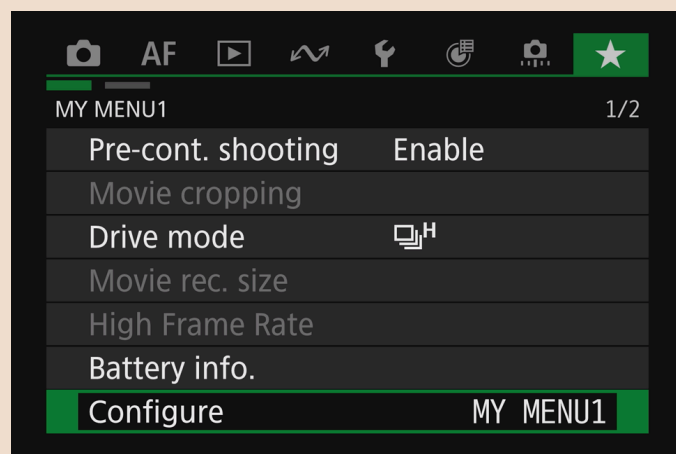 AF
MY MENU1 1/2
Pre-cont. shooting Enable
Movie cropping
Drive mode H
Movie rec. size
High Frame Rate
Battery info.
Configure MY MENU1